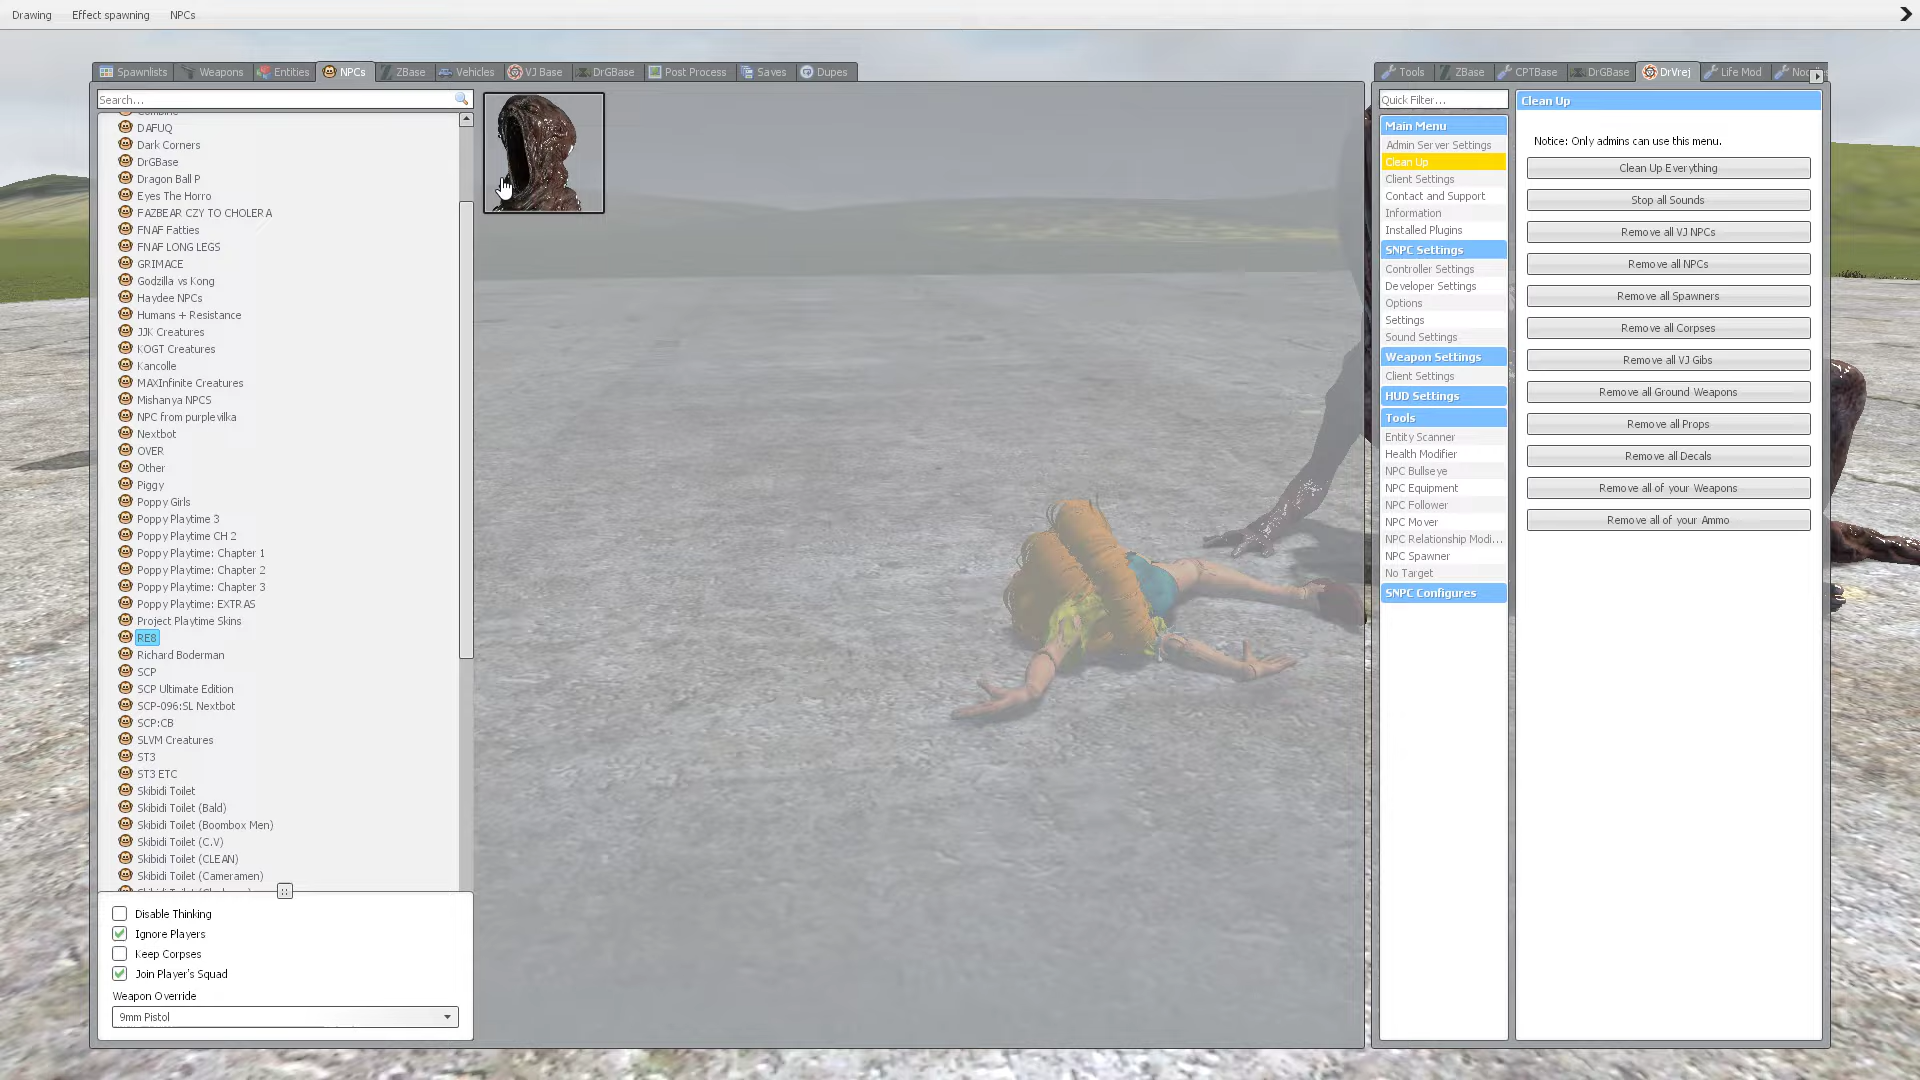 Drawing Effect spawning NPCs
Spawnlists Weapons Entities NPCs ZBase Vehicles VJ Base DrGBase Post Process Saves Dupes
Search...
DAFUQ
Dark Corners
DrGBase
Dragon Ball P
Eyes The Horro
FAZBEAR CZY TO CHOLERA
FNAF Fatties
FNAF LONG LEGS
GRIMACE
Godzilla vs Kong
Haydee NPCs
Humans + Resistance
JJK Creatures
KOGT Creatures
Kancolle
MAXInfinite Creatures
Mishanya NPCS
NPC from purplevilka
Nextbot
OVER
Other
Piggy
Poppy Girls
Poppy Playtime 3
Poppy Playtime CH 2
Poppy Playtime: Chapter 1
Poppy Playtime: Chapter 2
Poppy Playtime: Chapter 3
Poppy Playtime: EXTRAS
Project Playtime Skins
RE8
Richard Boderman
SCP
SCP Ultimate Edition
SCP-096:SL Nextbot
SCP:CB
SLVM Creatures
ST3
ST3 ETC
Skibidi Toilet
Skibidi Toilet (Bald)
Skibidi Toilet (Boombox Men)
Skibidi Toilet (C.V)
Skibidi Toilet (CLEAN)
Skibidi Toilet (Cameramen)
Disable Thinking
Ignore Players
Keep Corpses
Join Player's Squad
Weapon Override
9mm Pistol
Tools ZBase CPTBase DrGBase DrVrej Life Mod
Quick Filter...
Main Menu
Admin Server Settings
Clean Up
Client Settings
Contact and Support
Information
Installed Plugins
SNPC Settings
Controller Settings
Developer Settings
Options
Settings
Sound Settings
Weapon Settings
Client Settings
HUD Settings
Tools
Entity Scanner
Health Modifier
NPC Bullseye
NPC Equipment
NPC Follower
NPC Mover
NPC Relationship Modi...
NPC Spawner
No Target
SNPC Configures
Clean Up
Notice: Only admins can use this menu.
Clean Up Everything
Stop all Sounds
Remove all VJ NPCs
Remove all NPCs
Remove all Spawners
Remove all Corpses
Remove all VJ Gibs
Remove all Ground Weapons
Remove all Props
Remove all Decals
Remove all of your Weapons
Remove all of your Ammo